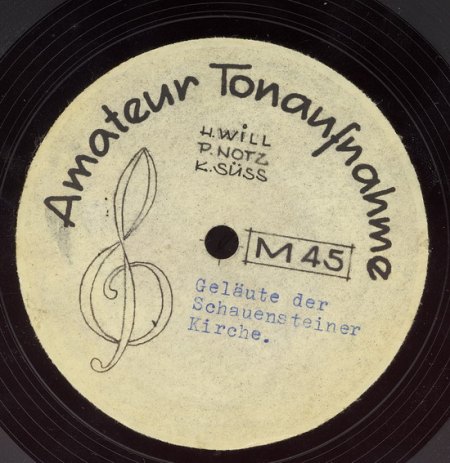 Amateur Tonaufnahme
H. WILL
P. NOTZ
K. SÜSS
M 45
Geläute der
Schauensteiner
Kirche.